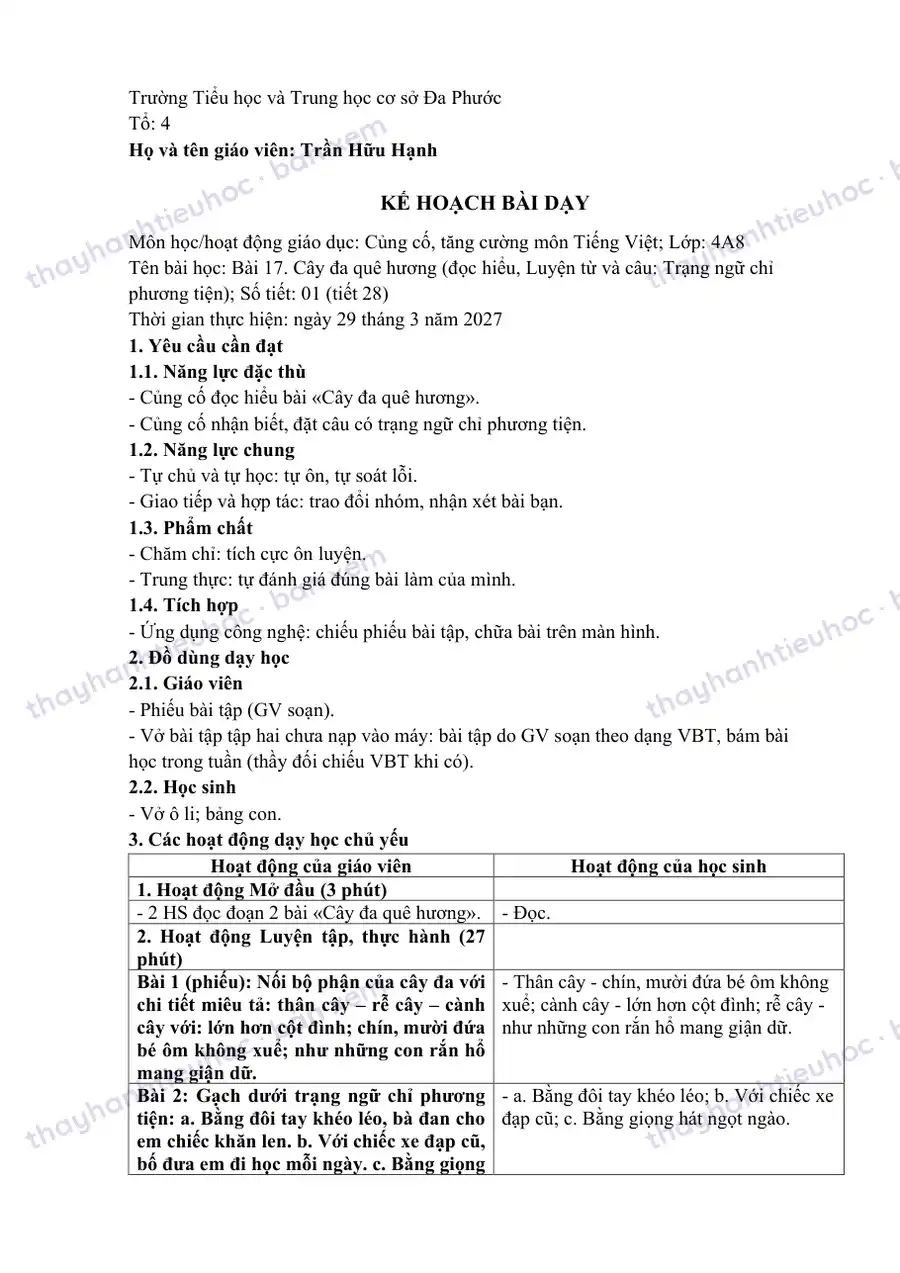 Trường Tiểu học và Trung học cơ sở Đa Phước
Tổ: 4
Họ và tên giáo viên: Trần Hữu Hạnh
KẾ HOẠCH BÀI DẠY
Môn học/hoạt động giáo dục: Củng cố, tăng cường môn Tiếng Việt; Lớp: 4A8
Tên bài học: Bài 17. Cây đa quê hương (đọc hiểu, Luyện từ và câu: Trạng ngữ chỉ
phương tiện); Số tiết: 01 (tiết 28)
Thời gian thực hiện: ngày 29 tháng 3 năm 2027
1. Yêu cầu cần đạt
1.1. Năng lực đặc thù
- Củng cố đọc hiểu bài «Cây đa quê hương».
- Củng cố nhận biết, đặt câu có trạng ngữ chỉ phương tiện.
1.2. Năng lực chung
- Tự chủ và tự học: tự ôn, tự soát lỗi.
- Giao tiếp và hợp tác: trao đổi nhóm, nhận xét bài bạn.
1.3. Phẩm chất
- Chăm chỉ: tích cực ôn luyện.
- Trung thực: tự đánh giá đúng bài làm của mình.
1.4. Tích hợp
- Ứng dụng công nghệ: chiếu phiếu bài tập, chữa bài trên màn hình.
2. Đồ dùng dạy học
2.1. Giáo viên
- Phiếu bài tập (GV soạn).
- Vở bài tập tập hai chưa nạp vào máy: bài tập do GV soạn theo dạng VBT, bám bài
học trong tuần (thầy đối chiếu VBT khi có).
2.2. Học sinh
- Vở ô li; bảng con.
3. Các hoạt động dạy học chủ yếu
Hoạt động của giáo viên
Hoạt động của học sinh
1. Hoạt động Mở đầu (3 phút)
- 2 HS đọc đoạn 2 bài «Cây đa quê hương».
- Đọc.
2. Hoạt động Luyện tập, thực hành (27
phút)
Bài 1 (phiếu): Nối bộ phận của cây đa với
chi tiết miêu tả: thân cây – rễ cây – cành
cây với: lớn hơn cột đình; chín, mười đứa
bé ôm không xuể; như những con rắn hổ
mang giận dữ.
- Thân cây - chín, mười đứa bé ôm không
xuể; cành cây - lớn hơn cột đình; rễ cây -
như những con rắn hổ mang giận dữ.
Bài 2: Gạch dưới trạng ngữ chỉ phương
tiện: a. Bằng đôi tay khéo léo, bà đan cho
em chiếc khăn len. b. Với chiếc xe đạp cũ,
bố đưa em đi học mỗi ngày. c. Bằng giọng
- a. Bằng đôi tay khéo léo; b. Với chiếc xe
đạp cũ; c. Bằng giọng hát ngọt ngào.
thayhanhtieuhoc · bản xem
thayhanhtieuhoc · b
thayhanhtieuhoc · bản xem
thayhanhtieuhoc · b
thayhanhtieuhoc · bản xem
thayhanhtieuhoc · b